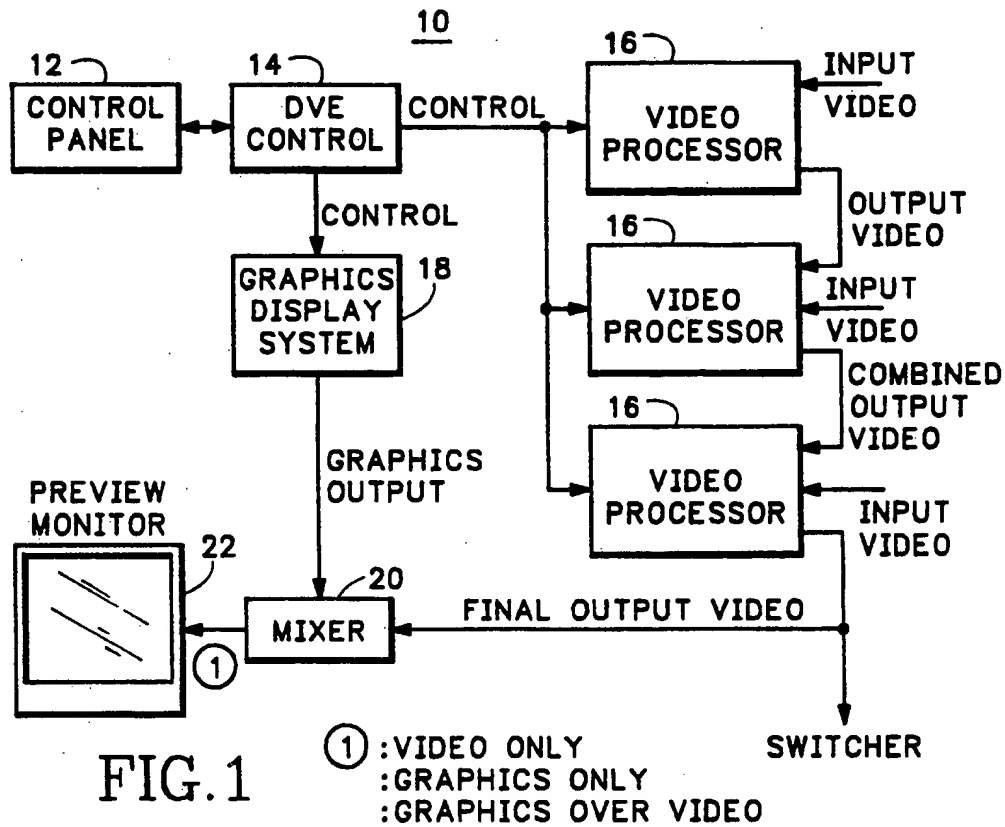 10
12
CONTROL
PANEL
14
DVE
CONTROL
CONTROL
16
VIDEO
PROCESSOR
INPUT
VIDEO
OUTPUT
VIDEO
CONTROL
16
VIDEO
PROCESSOR
INPUT
VIDEO
GRAPHICS
DISPLAY
SYSTEM
18
COMBINED
OUTPUT
VIDEO
16
VIDEO
PROCESSOR
INPUT
VIDEO
GRAPHICS
OUTPUT
PREVIEW
MONITOR
22
20
MIXER
FINAL OUTPUT VIDEO
1
SWITCHER
1 :VIDEO ONLY
:GRAPHICS ONLY
:GRAPHICS OVER VIDEO
FIG.1